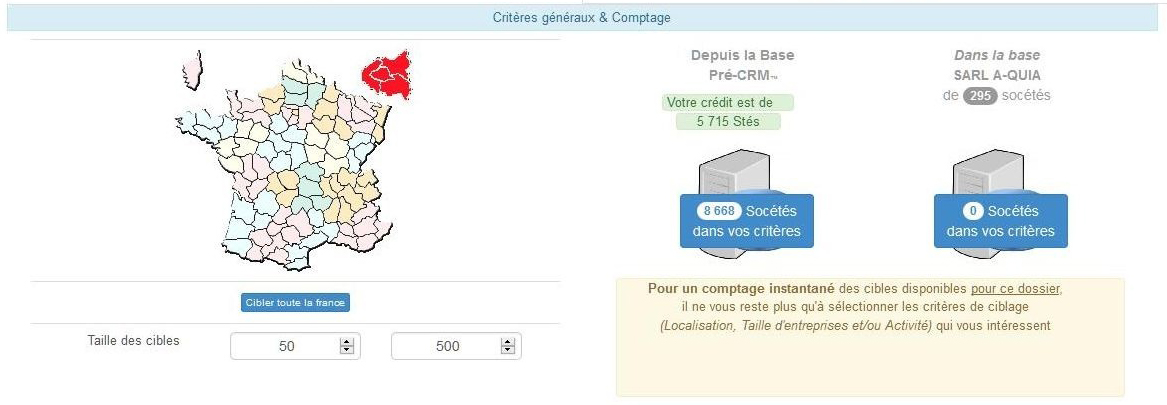 Critères généraux & Comptage
Depuis la Base
Pré-CRM™
Votre crédit est de
5 715 Stés
Dans la base
SARL A-QUIA
de 295 socétés
8 668 Socétés
dans vos critères
0 Socétés
dans vos critères
Cibler toute la france
Taille des cibles
50
500
Pour un comptage instantané des cibles disponibles pour ce dossier,
il ne vous reste plus qu'à sélectionner les critères de ciblage
(Localisation, Taille d'entreprises et/ou Activité) qui vous intéressent